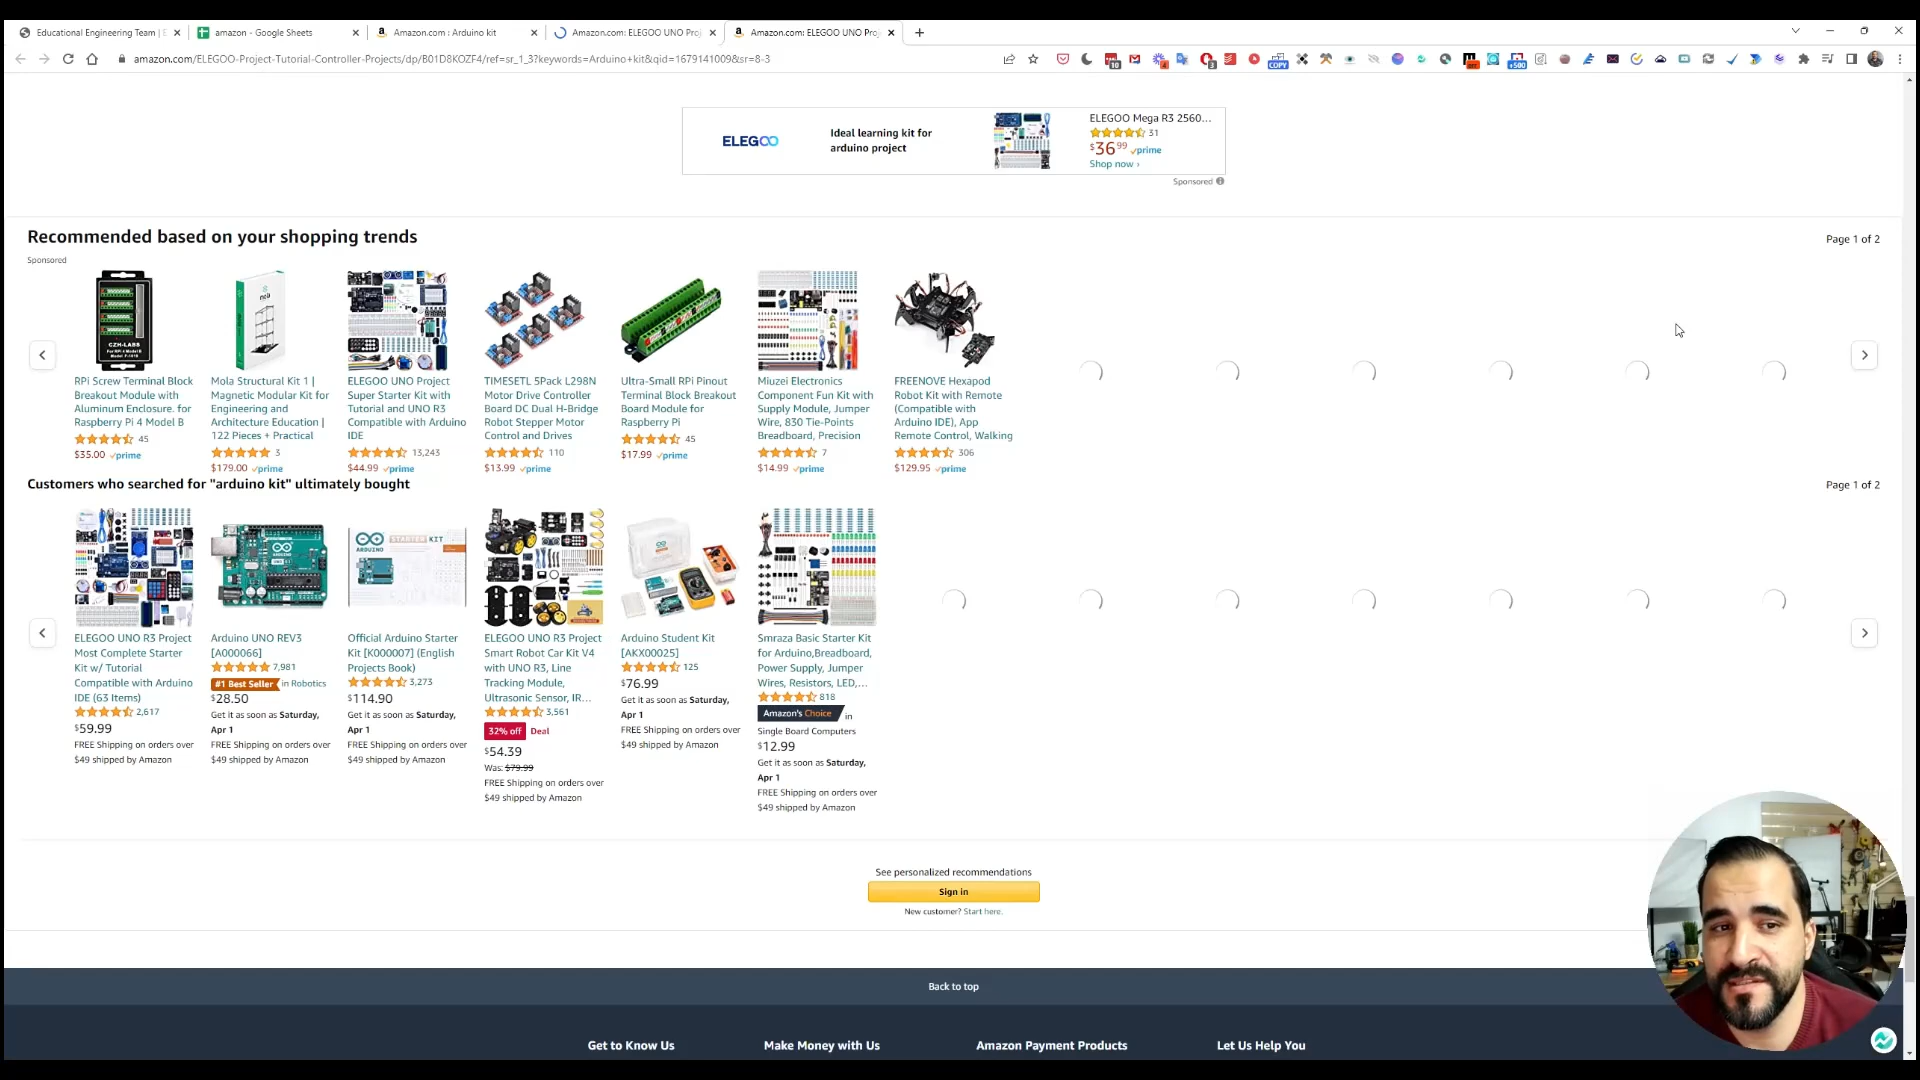 Educational Engineering Team |
amazon - Google Sheets
Amazon.com : Arduino kit
Amazon.com: ELEGOO UNO Proj
Amazon.com: ELEGOO UNO Proj
amazon.com/ELEGOO-Project-Tutorial-Controller-Projects/dp/B01D8KOZF4/ref=sr_1_3?keywords=Arduino+kit&qid=1679141009&sr=8-3
ELEGOO
Ideal learning kit for
arduino project
ELEGOO Mega R3 2560...
31
$36 99 prime
Shop now ›
Sponsored
Recommended based on your shopping trends
Page 1 of 2
Sponsored
RPi Screw Terminal Block
Breakout Module with
Aluminum Enclosure. for
Raspberry Pi 4 Model B
45
$35.00 prime
Mola Structural Kit 1 |
Magnetic Modular Kit for
Engineering and
Architecture Education |
122 Pieces + Practical
3
$179.00 prime
ELEGOO UNO Project
Super Starter Kit with
Tutorial and UNO R3
Compatible with Arduino
IDE
13,243
$44.99 prime
TIMESETL 5Pack L298N
Motor Drive Controller
Board DC Dual H-Bridge
Robot Stepper Motor
Control and Drives
110
$13.99 prime
Ultra-Small RPi Pinout
Terminal Block Breakout
Board Module for
Raspberry Pi
45
$17.99 prime
Miuzei Electronics
Component Fun Kit with
Supply Module, Jumper
Wire, 830 Tie-Points
Breadboard, Precision
7
$14.99 prime
FREENOVE Hexapod
Robot Kit with Remote
(Compatible with
Arduino IDE), App
Remote Control, Walking
306
$129.95 prime
Customers who searched for "arduino kit" ultimately bought
Page 1 of 2
ELEGOO UNO R3 Project
Most Complete Starter
Kit w/ Tutorial
Compatible with Arduino
IDE (63 Items)
2,617
$59.99
FREE Shipping on orders over
$49 shipped by Amazon
Arduino UNO REV3
[A000066]
7,981
#1 Best Seller in Robotics
$28.50
Get it as soon as Saturday,
Apr 1
FREE Shipping on orders over
$49 shipped by Amazon
Official Arduino Starter
Kit [K000007] (English
Projects Book)
3,273
$114.90
Get it as soon as Saturday,
Apr 1
FREE Shipping on orders over
$49 shipped by Amazon
ELEGOO UNO R3 Project
Smart Robot Car Kit V4
with UNO R3, Line
Tracking Module,
Ultrasonic Sensor, IR...
3,561
32% off Deal
$54.39
Was: $79.99
FREE Shipping on orders over
$49 shipped by Amazon
Arduino Student Kit
[AKX00025]
125
$76.99
Get it as soon as Saturday,
Apr 1
FREE Shipping on orders over
$49 shipped by Amazon
Smraza Basic Starter Kit
for Arduino,Breadboard,
Power Supply, Jumper
Wires, Resistors, LED,...
818
Amazon's Choice in
Single Board Computers
$12.99
Get it as soon as Saturday,
Apr 1
FREE Shipping on orders over
$49 shipped by Amazon
See personalized recommendations
Sign in
New customer? Start here.
Back to top
Get to Know Us
Make Money with Us
Amazon Payment Products
Let Us Help You